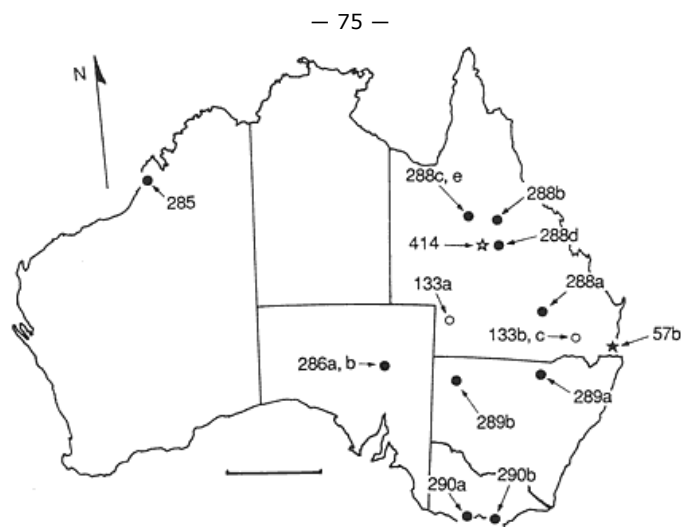 — 75 —
N
288c, e
288b
285
414
288d
133a
288a
133b, c
57b
286a, b
289a
289b
290a
290b